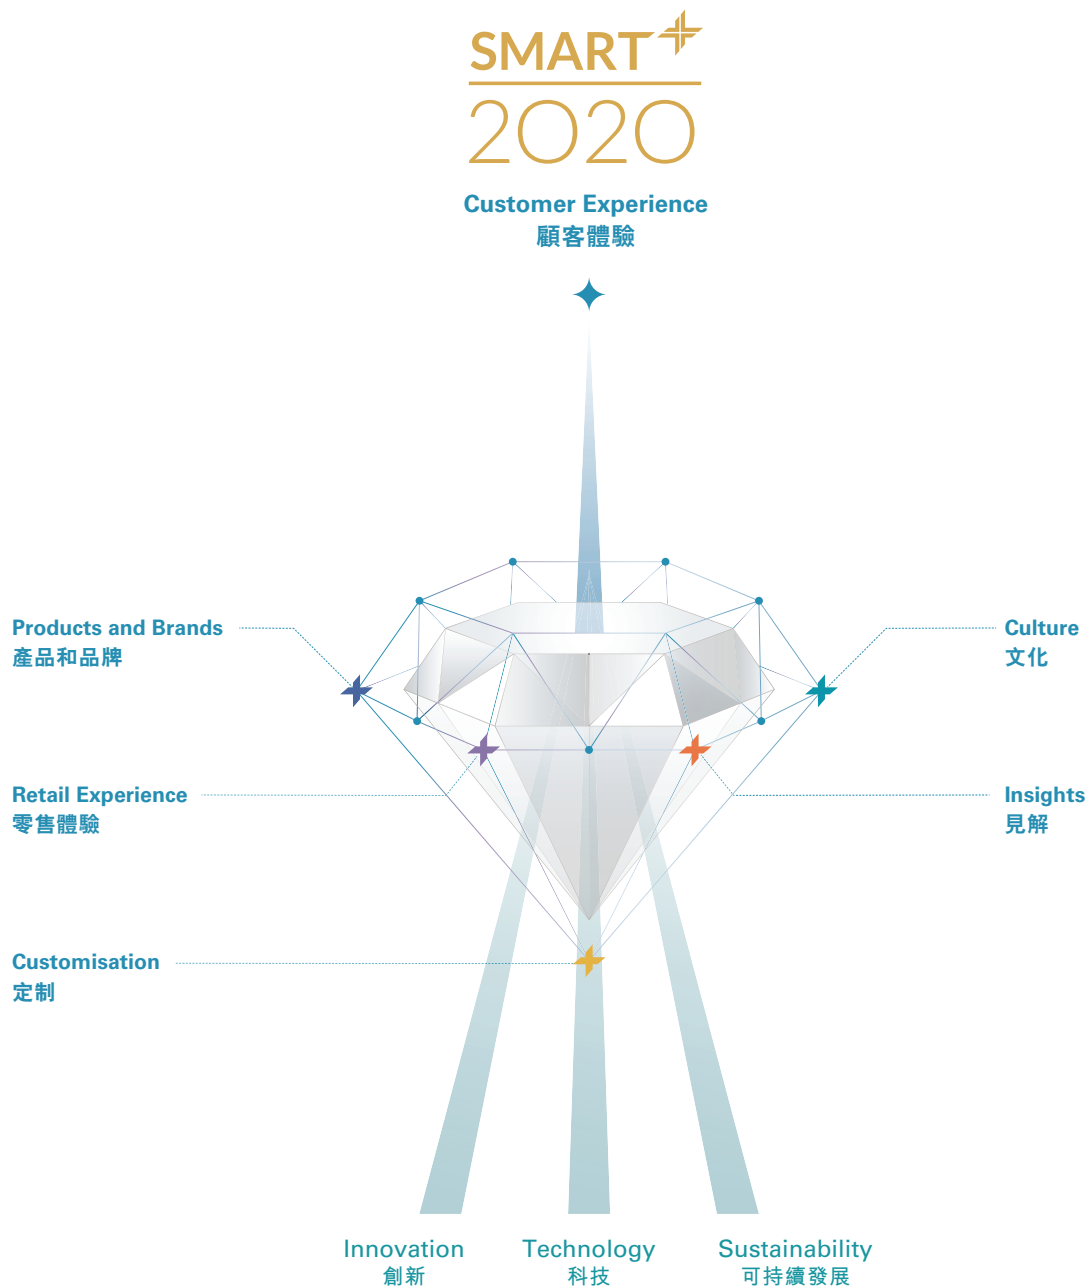 SMART
2020
Customer Experience
顧客體驗
Products and Brands
產品和品牌
Culture
文化
Retail Experience
零售體驗
Insights
見解
Customisation
定制
Innovation
創新
Technology
科技
Sustainability
可持續發展